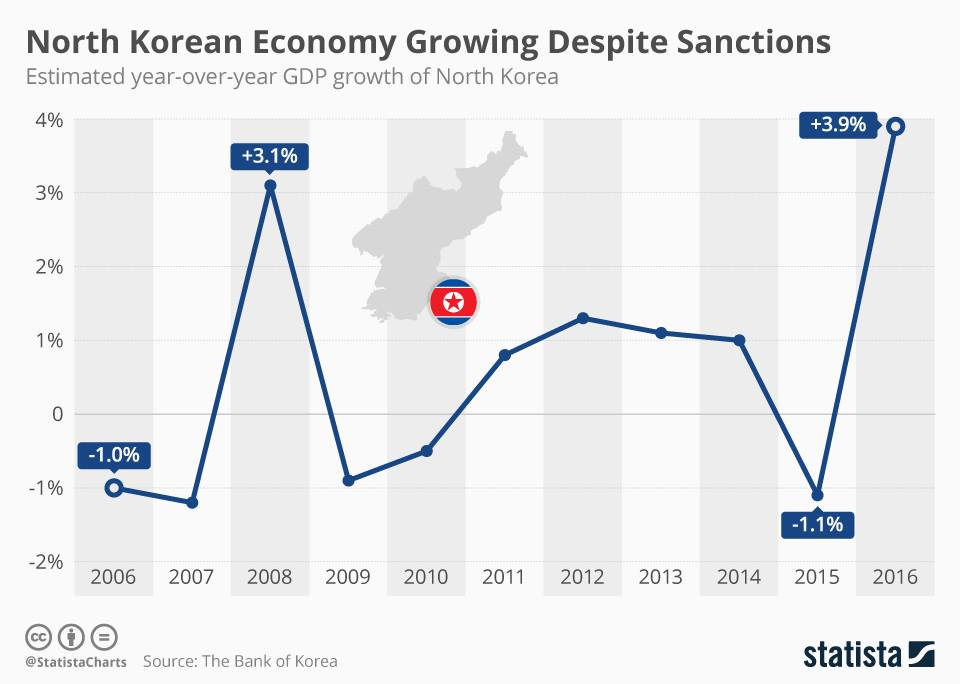 North Korean Economy Growing Despite Sanctions
Estimated year-over-year GDP growth of North Korea
4%
+3.9%
+3.1%
3%
2%
1%
0
-1.0%
-1%
-1.1%
-2%
2006 2007 2008 2009 2010 2011 2012 2013 2014 2015 2016
cc
@StatistaCharts Source: The Bank of Korea
statista